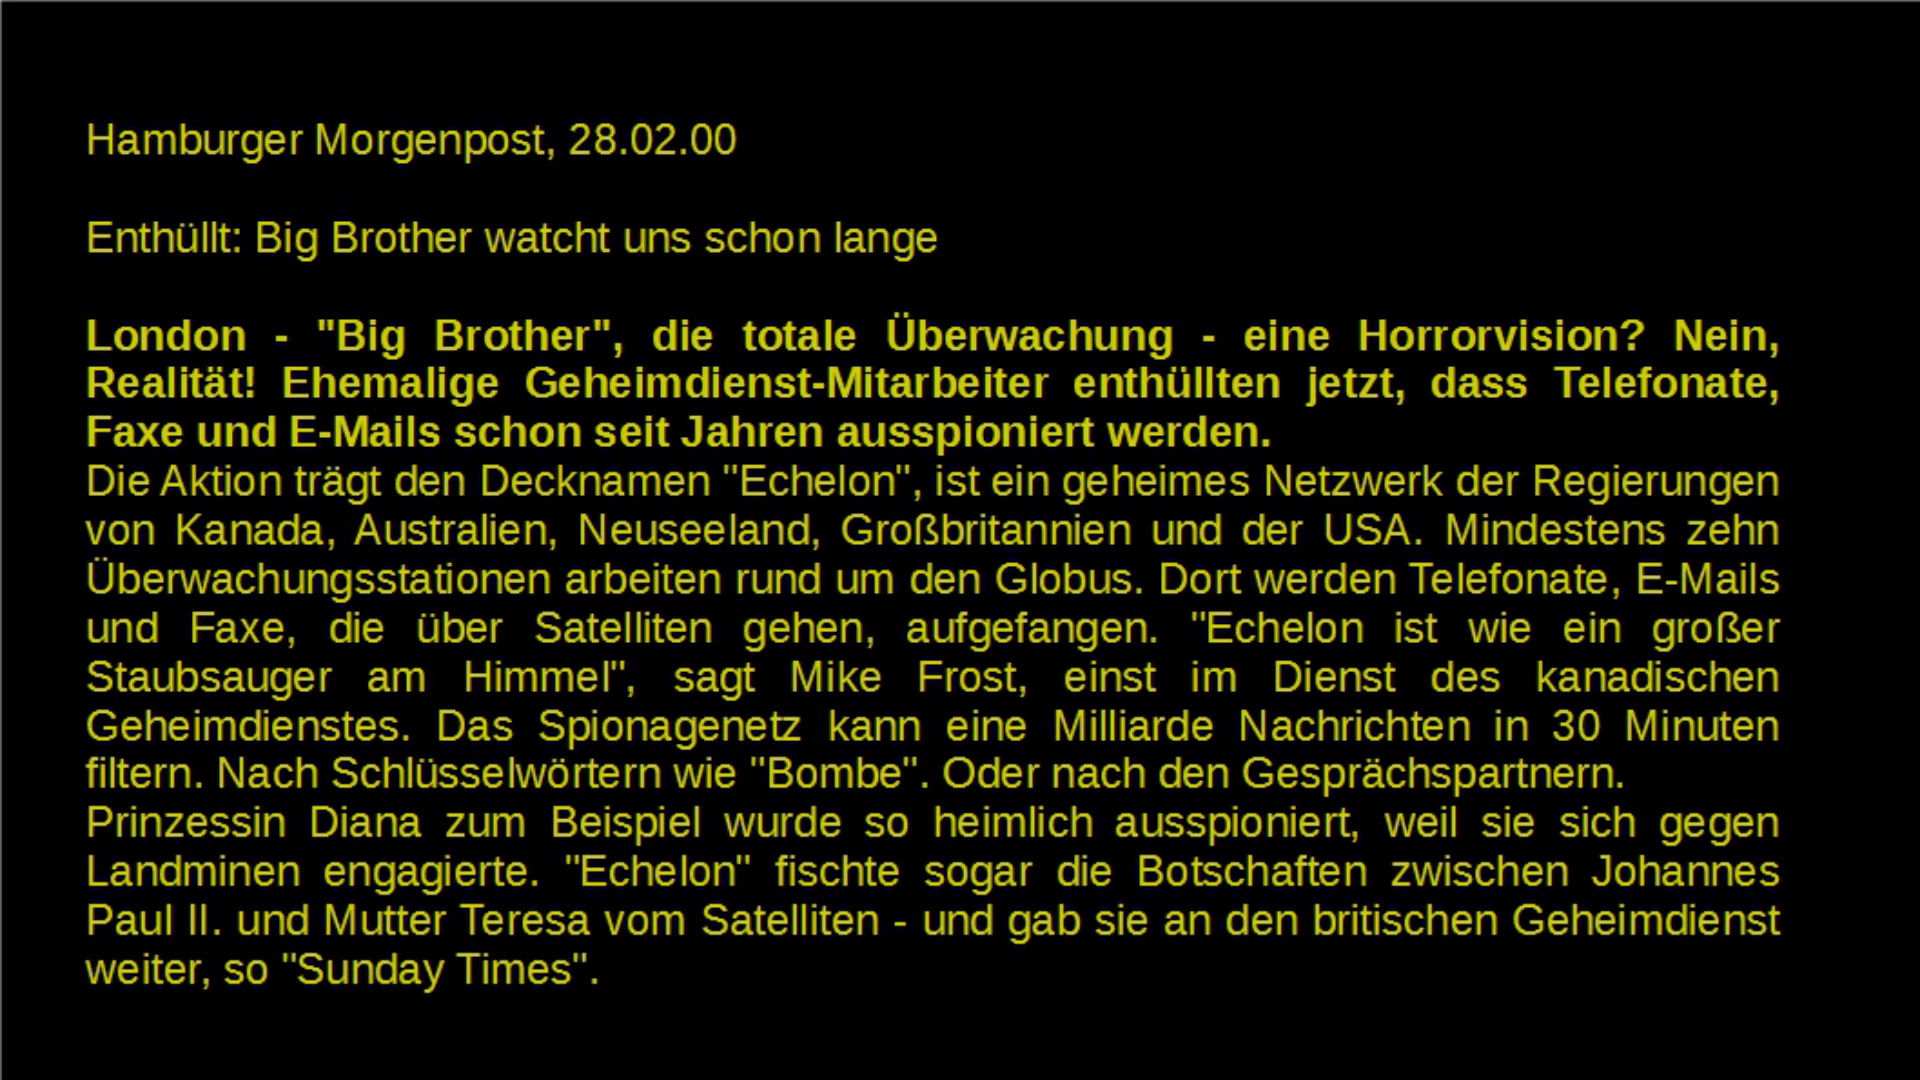 Hamburger Morgenpost, 28.02.00
Enthüllt: Big Brother watcht uns schon lange
London - "Big Brother", die totale Überwachung - eine Horrorvision? Nein,
Realität! Ehemalige Geheimdienst-Mitarbeiter enthüllten jetzt, dass Telefonate,
Faxe und E-Mails schon seit Jahren ausspioniert werden.
Die Aktion trägt den Decknamen "Echelon", ist ein geheimes Netzwerk der Regierungen
von Kanada, Australien, Neuseeland, Großbritannien und der USA. Mindestens zehn
Überwachungsstationen arbeiten rund um den Globus. Dort werden Telefonate, E-Mails
und Faxe, die über Satelliten gehen, aufgefangen. "Echelon ist wie ein großer
Staubsauger am Himmel", sagt Mike Frost, einst im Dienst des kanadischen
Geheimdienstes. Das Spionagenetz kann eine Milliarde Nachrichten in 30 Minuten
filtern. Nach Schlüsselwörtern wie "Bombe". Oder nach den Gesprächspartnern.
Prinzessin Diana zum Beispiel wurde so heimlich ausspioniert, weil sie sich gegen
Landminen engagierte. "Echelon" fischte sogar die Botschaften zwischen Johannes
Paul II. und Mutter Teresa vom Satelliten - und gab sie an den britischen Geheimdienst
weiter, so "Sunday Times".